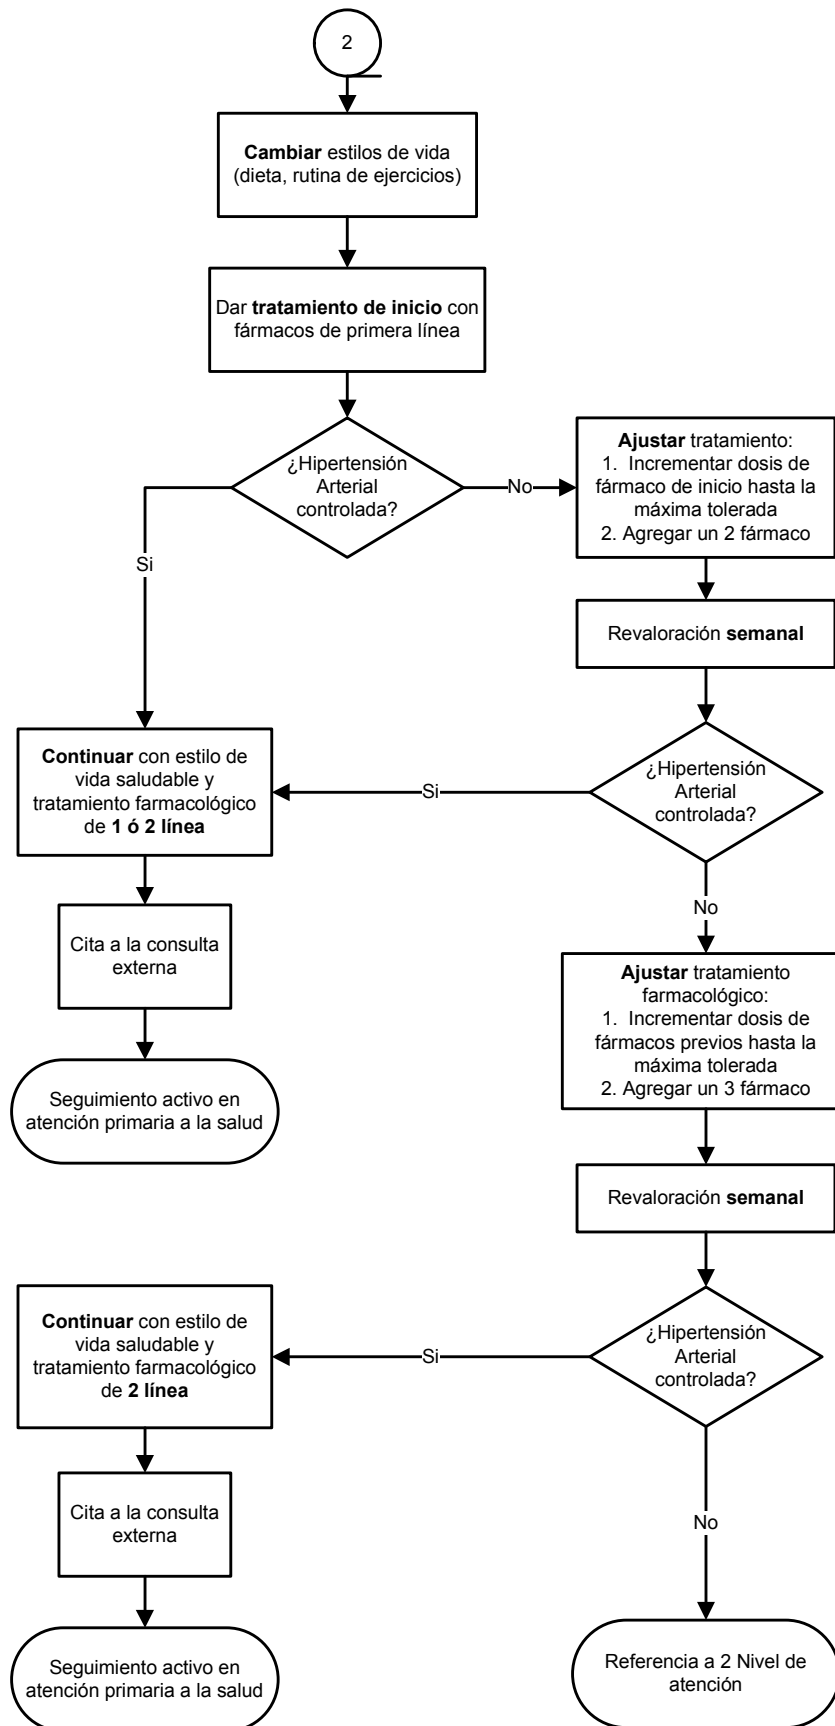 2
Cambiar estilos de vida
(dieta, rutina de ejercicios)
Dar tratamiento de inicio con
fármacos de primera línea
¿Hipertensión
Arterial
controlada?
No
Si
Ajustar tratamiento:
1. Incrementar dosis de
fármaco de inicio hasta la
máxima tolerada
2. Agregar un 2 fármaco
Revaloración semanal
¿Hipertensión
Arterial
controlada?
Si
No
Continuar con estilo de
vida saludable y
tratamiento farmacológico
de 1 ó 2 línea
Cita a la consulta
externa
Seguimiento activo en
atención primaria a la salud
Ajustar tratamiento
farmacológico:
1. Incrementar dosis de
fármacos previos hasta la
máxima tolerada
2. Agregar un 3 fármaco
Revaloración semanal
¿Hipertensión
Arterial
controlada?
Si
No
Continuar con estilo de
vida saludable y
tratamiento farmacológico
de 2 línea
Cita a la consulta
externa
Seguimiento activo en
atención primaria a la salud
Referencia a 2 Nivel de
atención